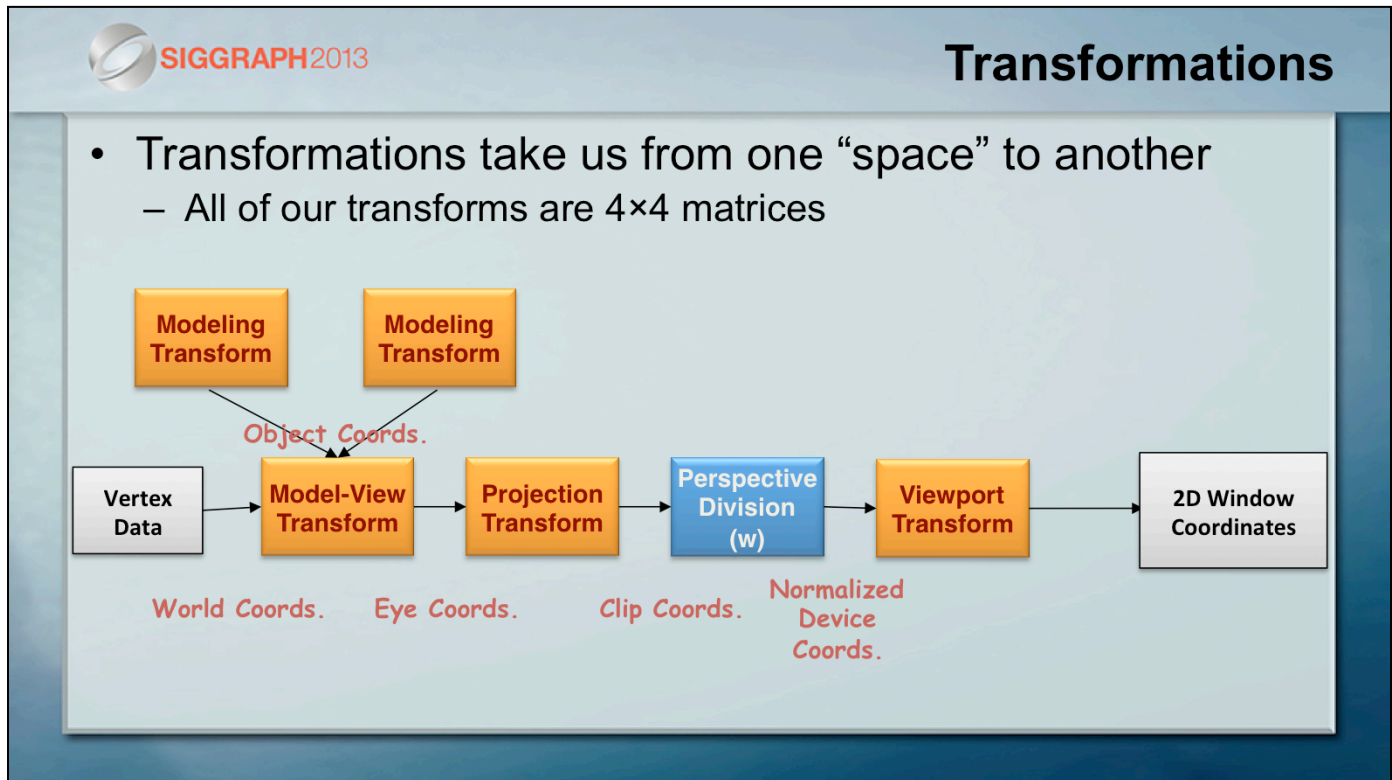 SIGGRAPH2013
Transformations
• Transformations take us from one “space” to another
– All of our transforms are 4×4 matrices
Modeling
Transform
Modeling
Transform
Object Coords.
Vertex
Data
Model-View
Transform
Projection
Transform
Perspective
Division
(w)
Viewport
Transform
2D Window
Coordinates
World Coords.
Eye Coords.
Clip Coords.
Normalized
Device
Coords.